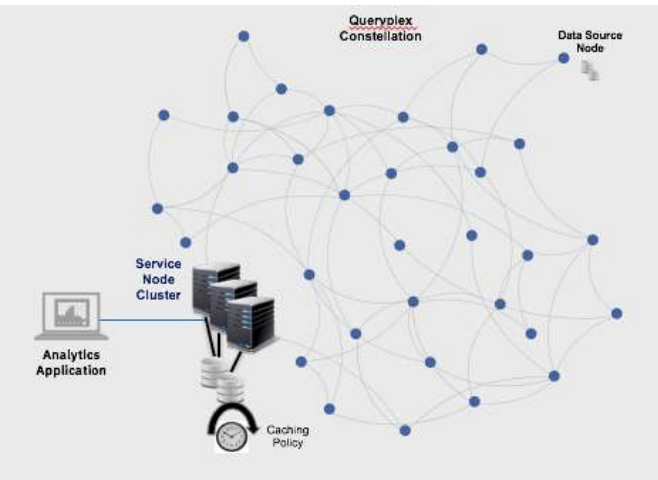 Queryplex
Constellation
Data Source
Node
Service
Node
Cluster
Analytics
Application
Caching
Policy